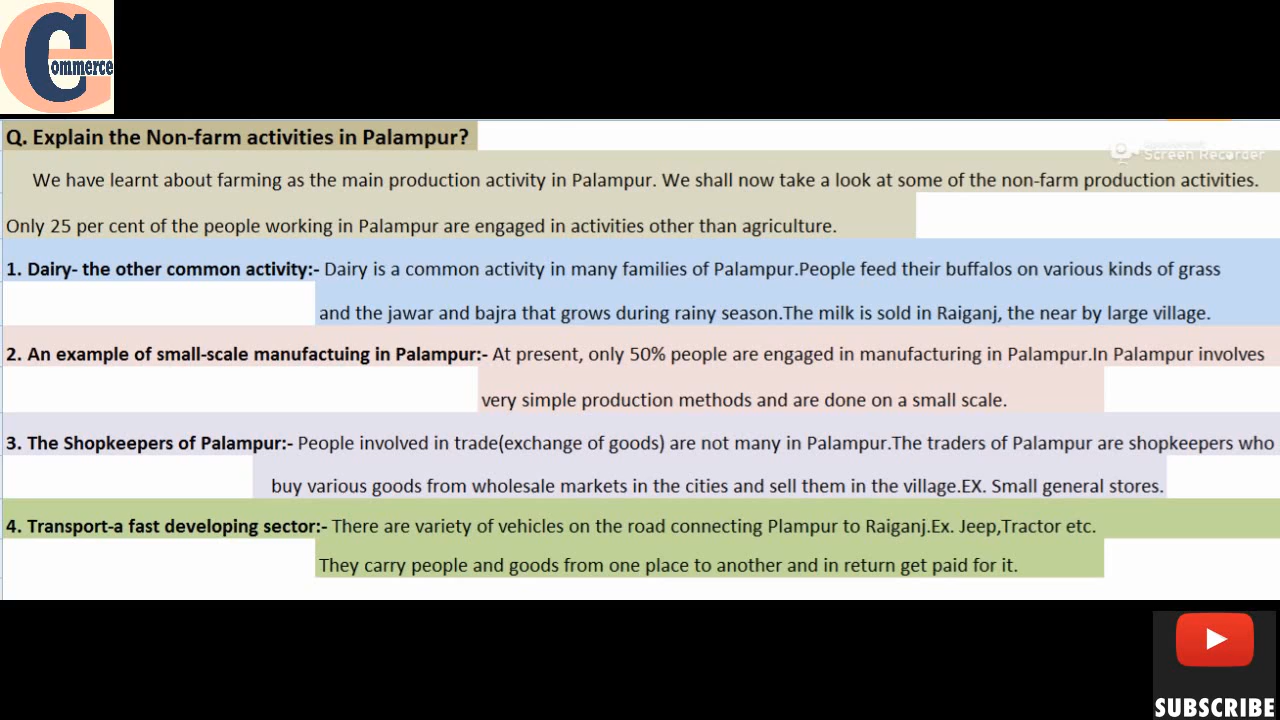 Commerce
Q. Explain the Non-farm activities in Palampur?
Screen Recorder
We have learnt about farming as the main production activity in Palampur. We shall now take a look at some of the non-farm production activities.
Only 25 per cent of the people working in Palampur are engaged in activities other than agriculture.
1. Dairy- the other common activity:- Dairy is a common activity in many families of Palampur.People feed their buffalos on various kinds of grass
and the jawar and bajra that grows during rainy season.The milk is sold in Raiganj, the near by large village.
2. An example of small-scale manufactuing in Palampur:- At present, only 50% people are engaged in manufacturing in Palampur.In Palampur involves
very simple production methods and are done on a small scale.
3. The Shopkeepers of Palampur:- People involved in trade(exchange of goods) are not many in Palampur.The traders of Palampur are shopkeepers who
buy various goods from wholesale markets in the cities and sell them in the village.EX. Small general stores.
4. Transport-a fast developing sector:- There are variety of vehicles on the road connecting Plampur to Raiganj.Ex. Jeep,Tractor etc.
They carry people and goods from one place to another and in return get paid for it.
SUBSCRIBE